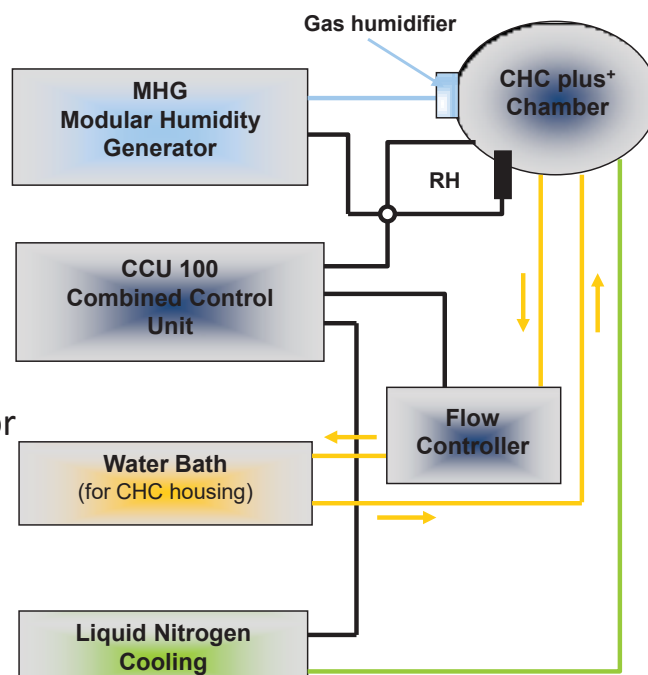 Gas humidifier
MHG
Modular Humidity
Generator
CHC plus⁺
Chamber
RH
CCU 100
Combined Control
Unit
or
Flow
Controller
Water Bath
(for CHC housing)
Liquid Nitrogen
Cooling